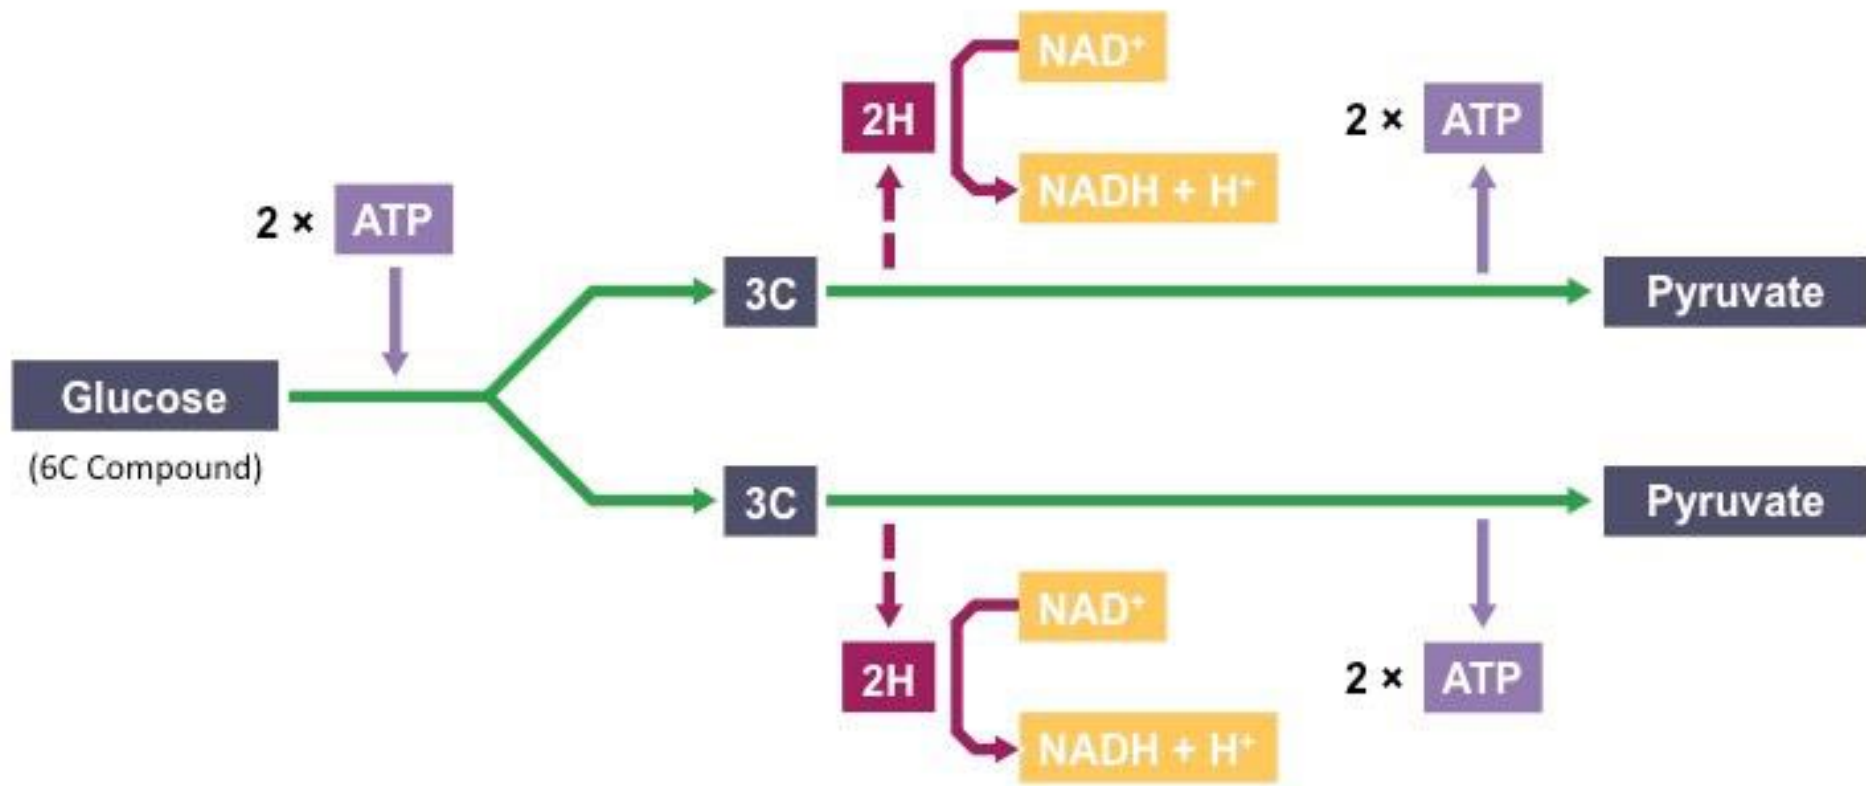 NAD⁺
2H
2 × ATP
NADH + H⁺
2 × ATP
3C
Pyruvate
Glucose
(6C Compound)
3C
Pyruvate
NAD⁺
2H
2 × ATP
NADH + H⁺